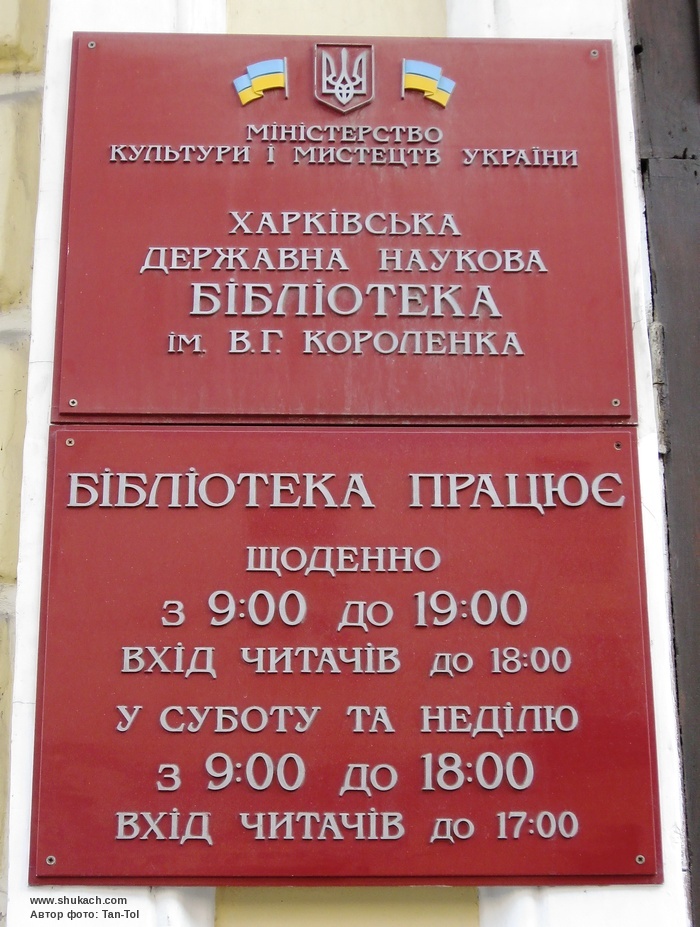 МІНІСТЕРСТВО
КУЛЬТУРИ І МИСТЕЦТВ УКРАЇНИ
ХАРКІВСЬКА
ДЕРЖАВНА НАУКОВА
БІБЛІОТЕКА
ІМ. В.Г. КОРОЛЕНКА
БІБЛІОТЕКА ПРАЦЮЄ
ЩОДЕННО
З 9:00 ДО 19:00
ВХІД ЧИТАЧІВ ДО 18:00
У СУБОТУ ТА НЕДІЛЮ
З 9:00 ДО 18:00
ВХІД ЧИТАЧІВ ДО 17:00
www.shukach.com
Автор фото: Tan-Tol